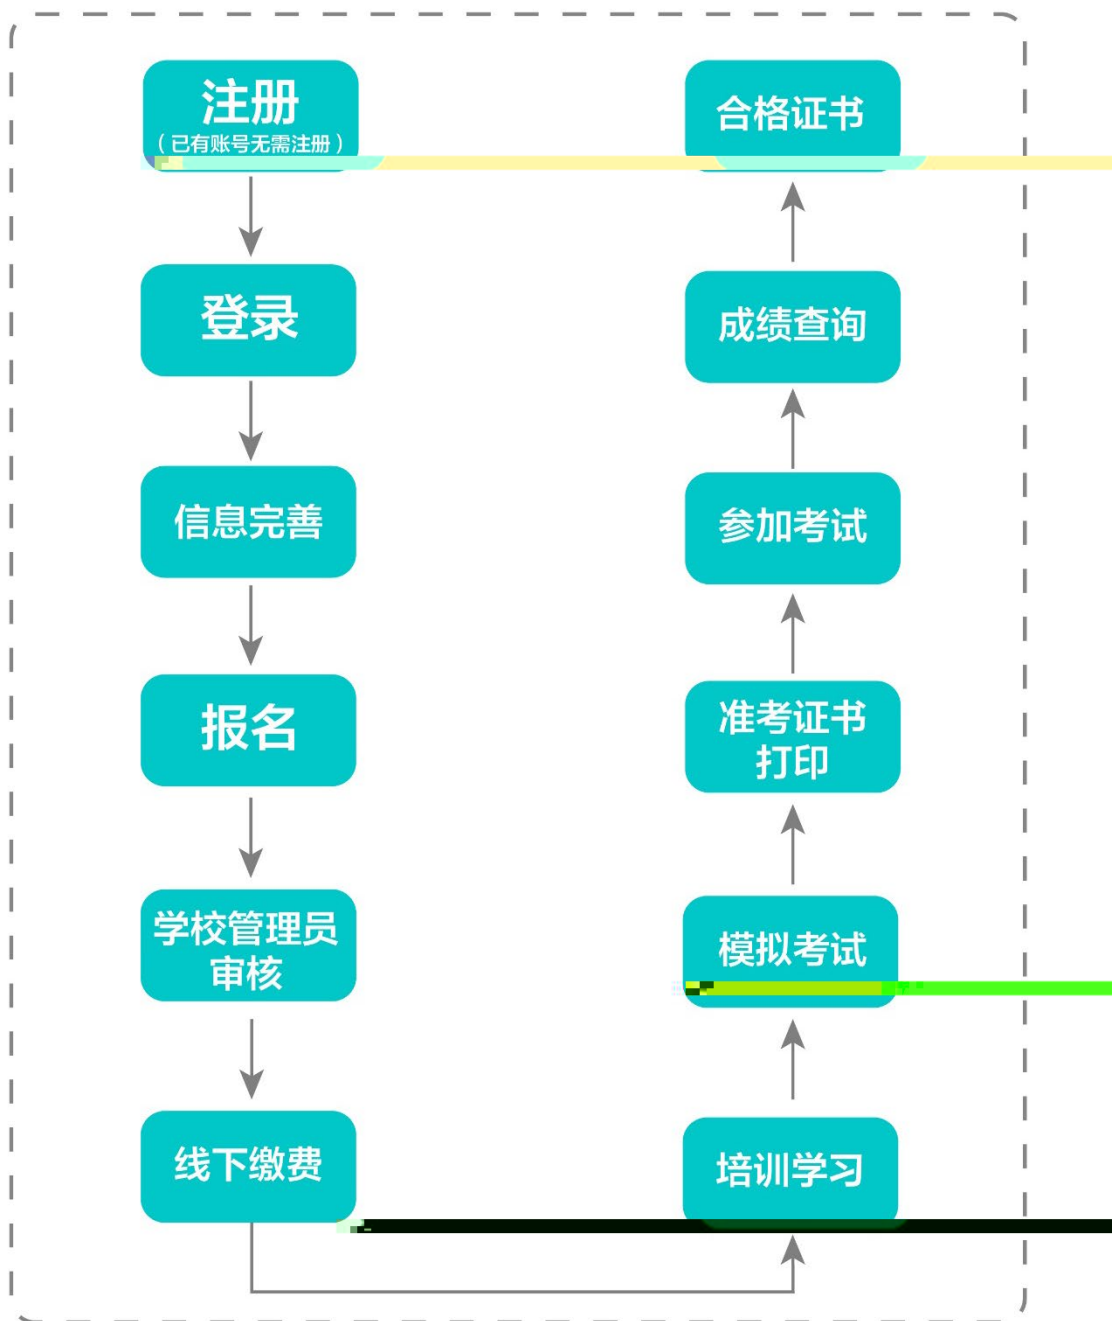 注册
（已有账号无需注册）
登录
信息完善
报名
学校管理员
审核
线下缴费
培训学习
模拟考试
准考证书
打印
参加考试
成绩查询
合格证书